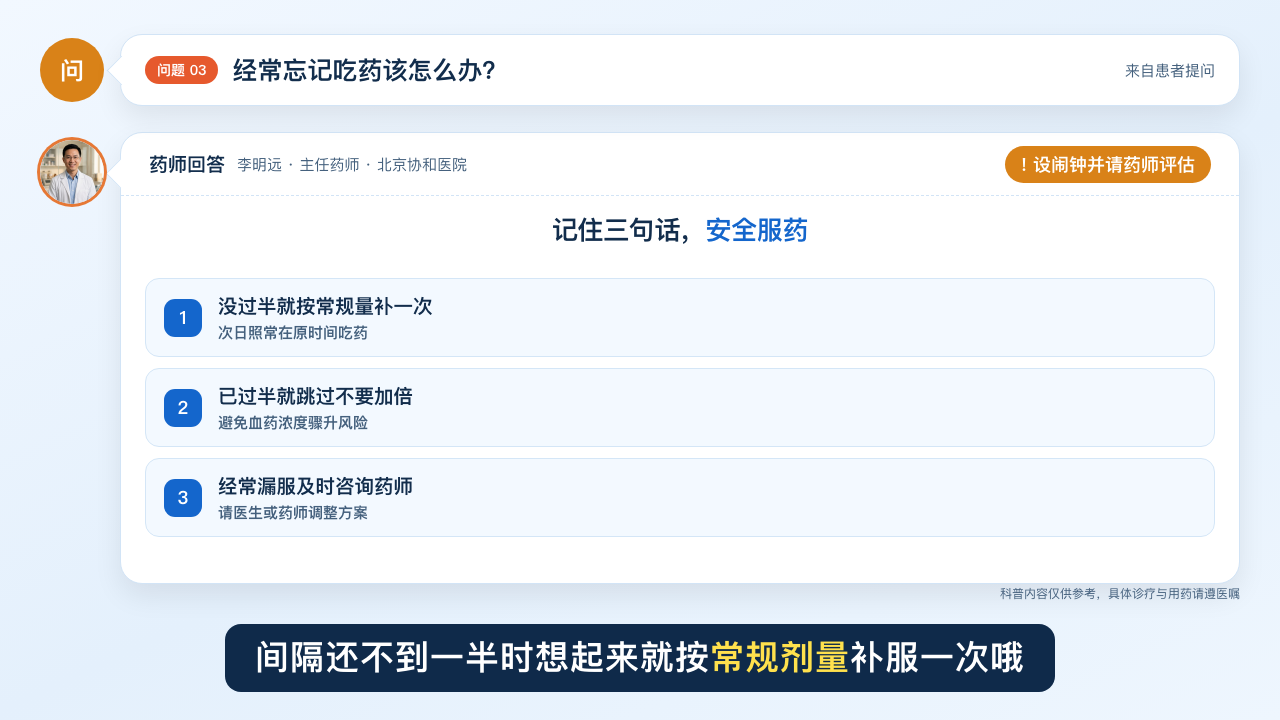 问
问题 03 经常忘记吃药该怎么办? 来自患者提问
药师回答 李明远 · 主任药师 · 北京协和医院 ! 设闹钟并请药师评估
记住三句话，安全服药
1 没过半就按常规量补一次
次日照常在原时间吃药
2 已过半就跳过不要加倍
避免血药浓度骤升风险
3 经常漏服及时咨询药师
请医生或药师调整方案
科普内容仅供参考，具体诊疗与用药请遵医嘱
间隔还不到一半时想起来就按常规剂量补服一次哦